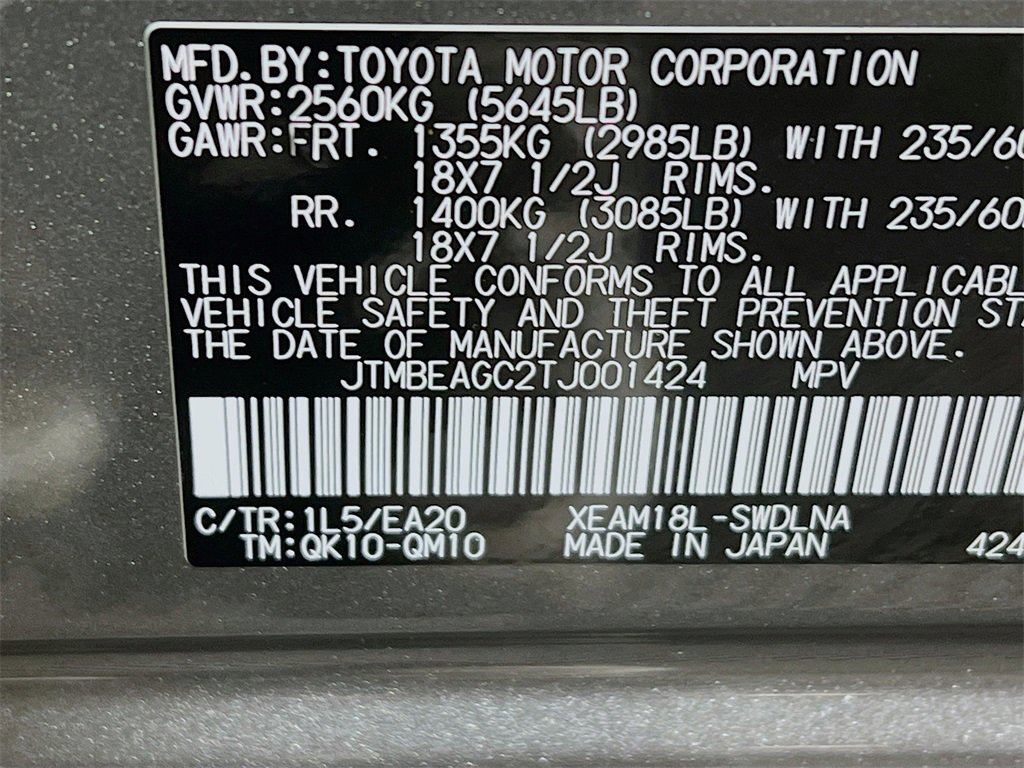 MFD.BY:TOYOTA MOTOR CORPORATION
GVWR:2560KG (5645LB)
GAWR:FRT. 1355KG (2985LB) WITH 235/60
18X7 1/2J RIMS.
RR. 1400KG (3085LB) WITH 235/60
18X7 1/2J RIMS.
THIS VEHICLE CONFORMS TO ALL APPLICABL
VEHICLE SAFETY AND THEFT PREVENTION ST
THE DATE OF MANUFACTURE SHOWN ABOVE.
JTMBEAGC2TJ001424 MPV
C/TR:1L5/EA20 XEAM18L-SWDLNA
TM:QK10-QM10 MADE IN JAPAN 424